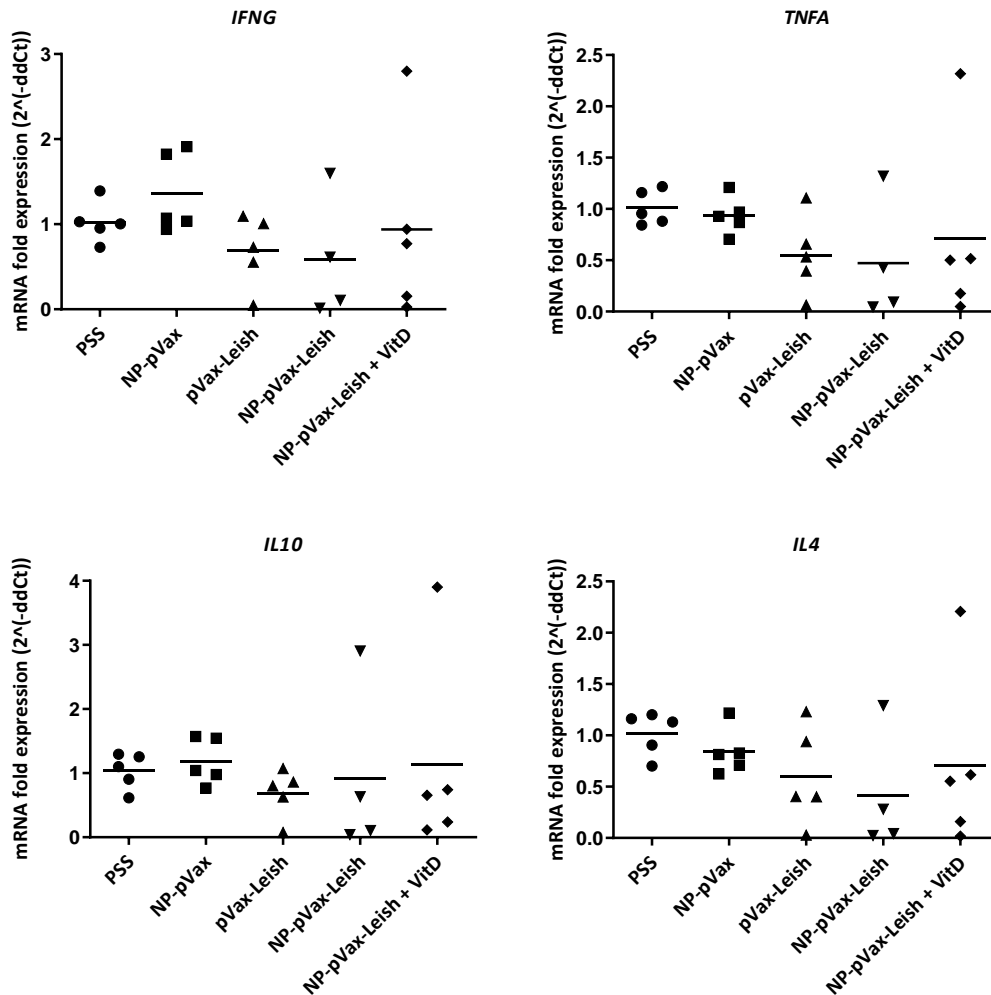 IFNG
mRNA fold expression (2^(-ddCt))
3
2
1
0
PSS
NP-pVax
pVax-Leish
NP-pVax-Leish
NP-pVax-Leish + VitD
TNFA
mRNA fold expression (2^(-ddCt))
2.5
2.0
1.5
1.0
0.5
0.0
PSS
NP-pVax
pVax-Leish
NP-pVax-Leish
NP-pVax-Leish + VitD
IL10
mRNA fold expression (2^(-ddCt))
4
3
2
1
0
PSS
NP-pVax
pVax-Leish
NP-pVax-Leish
NP-pVax-Leish + VitD
IL4
mRNA fold expression (2^(-ddCt))
2.5
2.0
1.5
1.0
0.5
0.0
PSS
NP-pVax
pVax-Leish
NP-pVax-Leish
NP-pVax-Leish + VitD